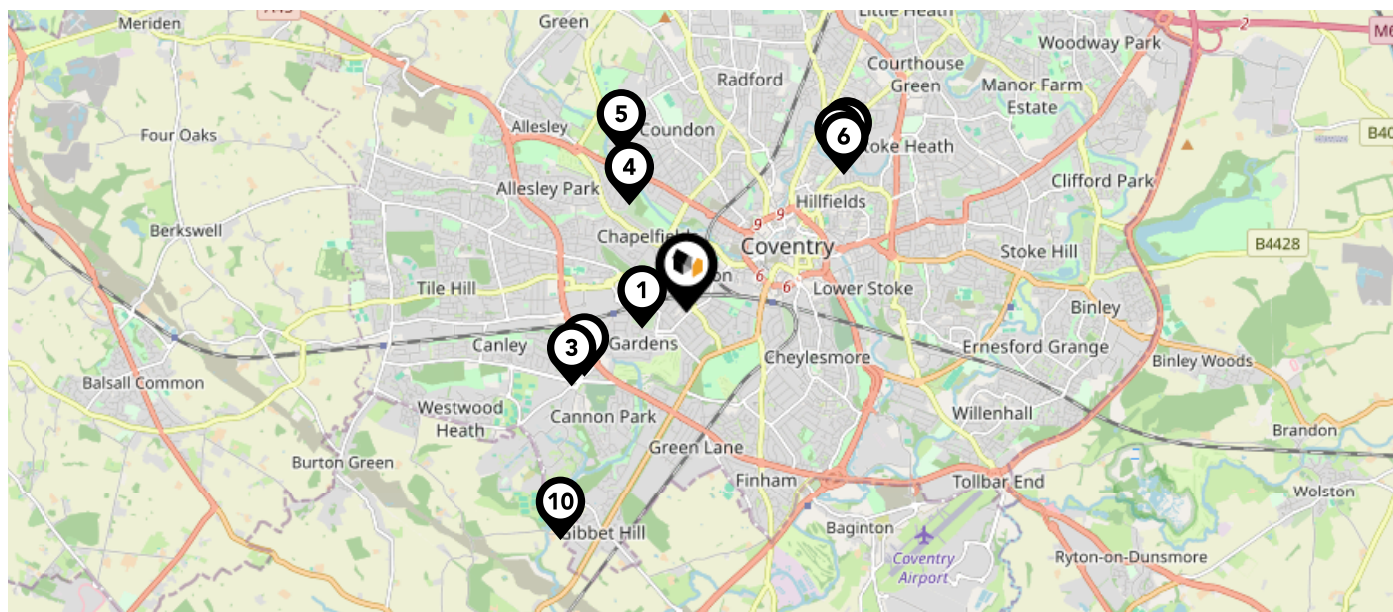 A45
Meriden
Green
Little Heath
2
M6
Woodway Park
Radford
Courthouse
Green
Manor Farm
Estate
Four Oaks
Allesley
5
Coundon
6
Stoke Heath
B40
4
Allesley Park
Clifford Park
Hillfields
9
9
Berkswell
Chapelfields
Coventry
Stoke Hill
B4428
6
6
Tile Hill
1
Lower Stoke
Binley
Canley
3
Gardens
Cheylesmore
Ernesford Grange
Binley Woods
Balsall Common
Westwood
Heath
Cannon Park
Willenhall
Brandon
Green Lane
Burton Green
Finham
Tollbar End
Wolston
10
Gibbet Hill
Baginton
Coventry
Airport
Ryton-on-Dunsmore